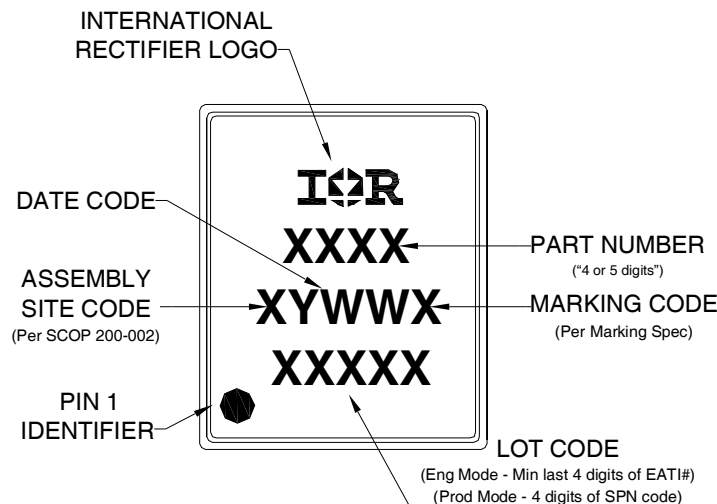 INTERNATIONAL
RECTIFIER LOGO
IOR
DATE CODE
XXXX
PART NUMBER
("4 or 5 digits")
ASSEMBLY
SITE CODE
(Per SCOP 200-002)
XYWWX
MARKING CODE
(Per Marking Spec)
XXXXX
PIN 1
IDENTIFIER
LOT CODE
(Eng Mode - Min last 4 digits of EATI#)
(Prod Mode - 4 digits of SPN code)